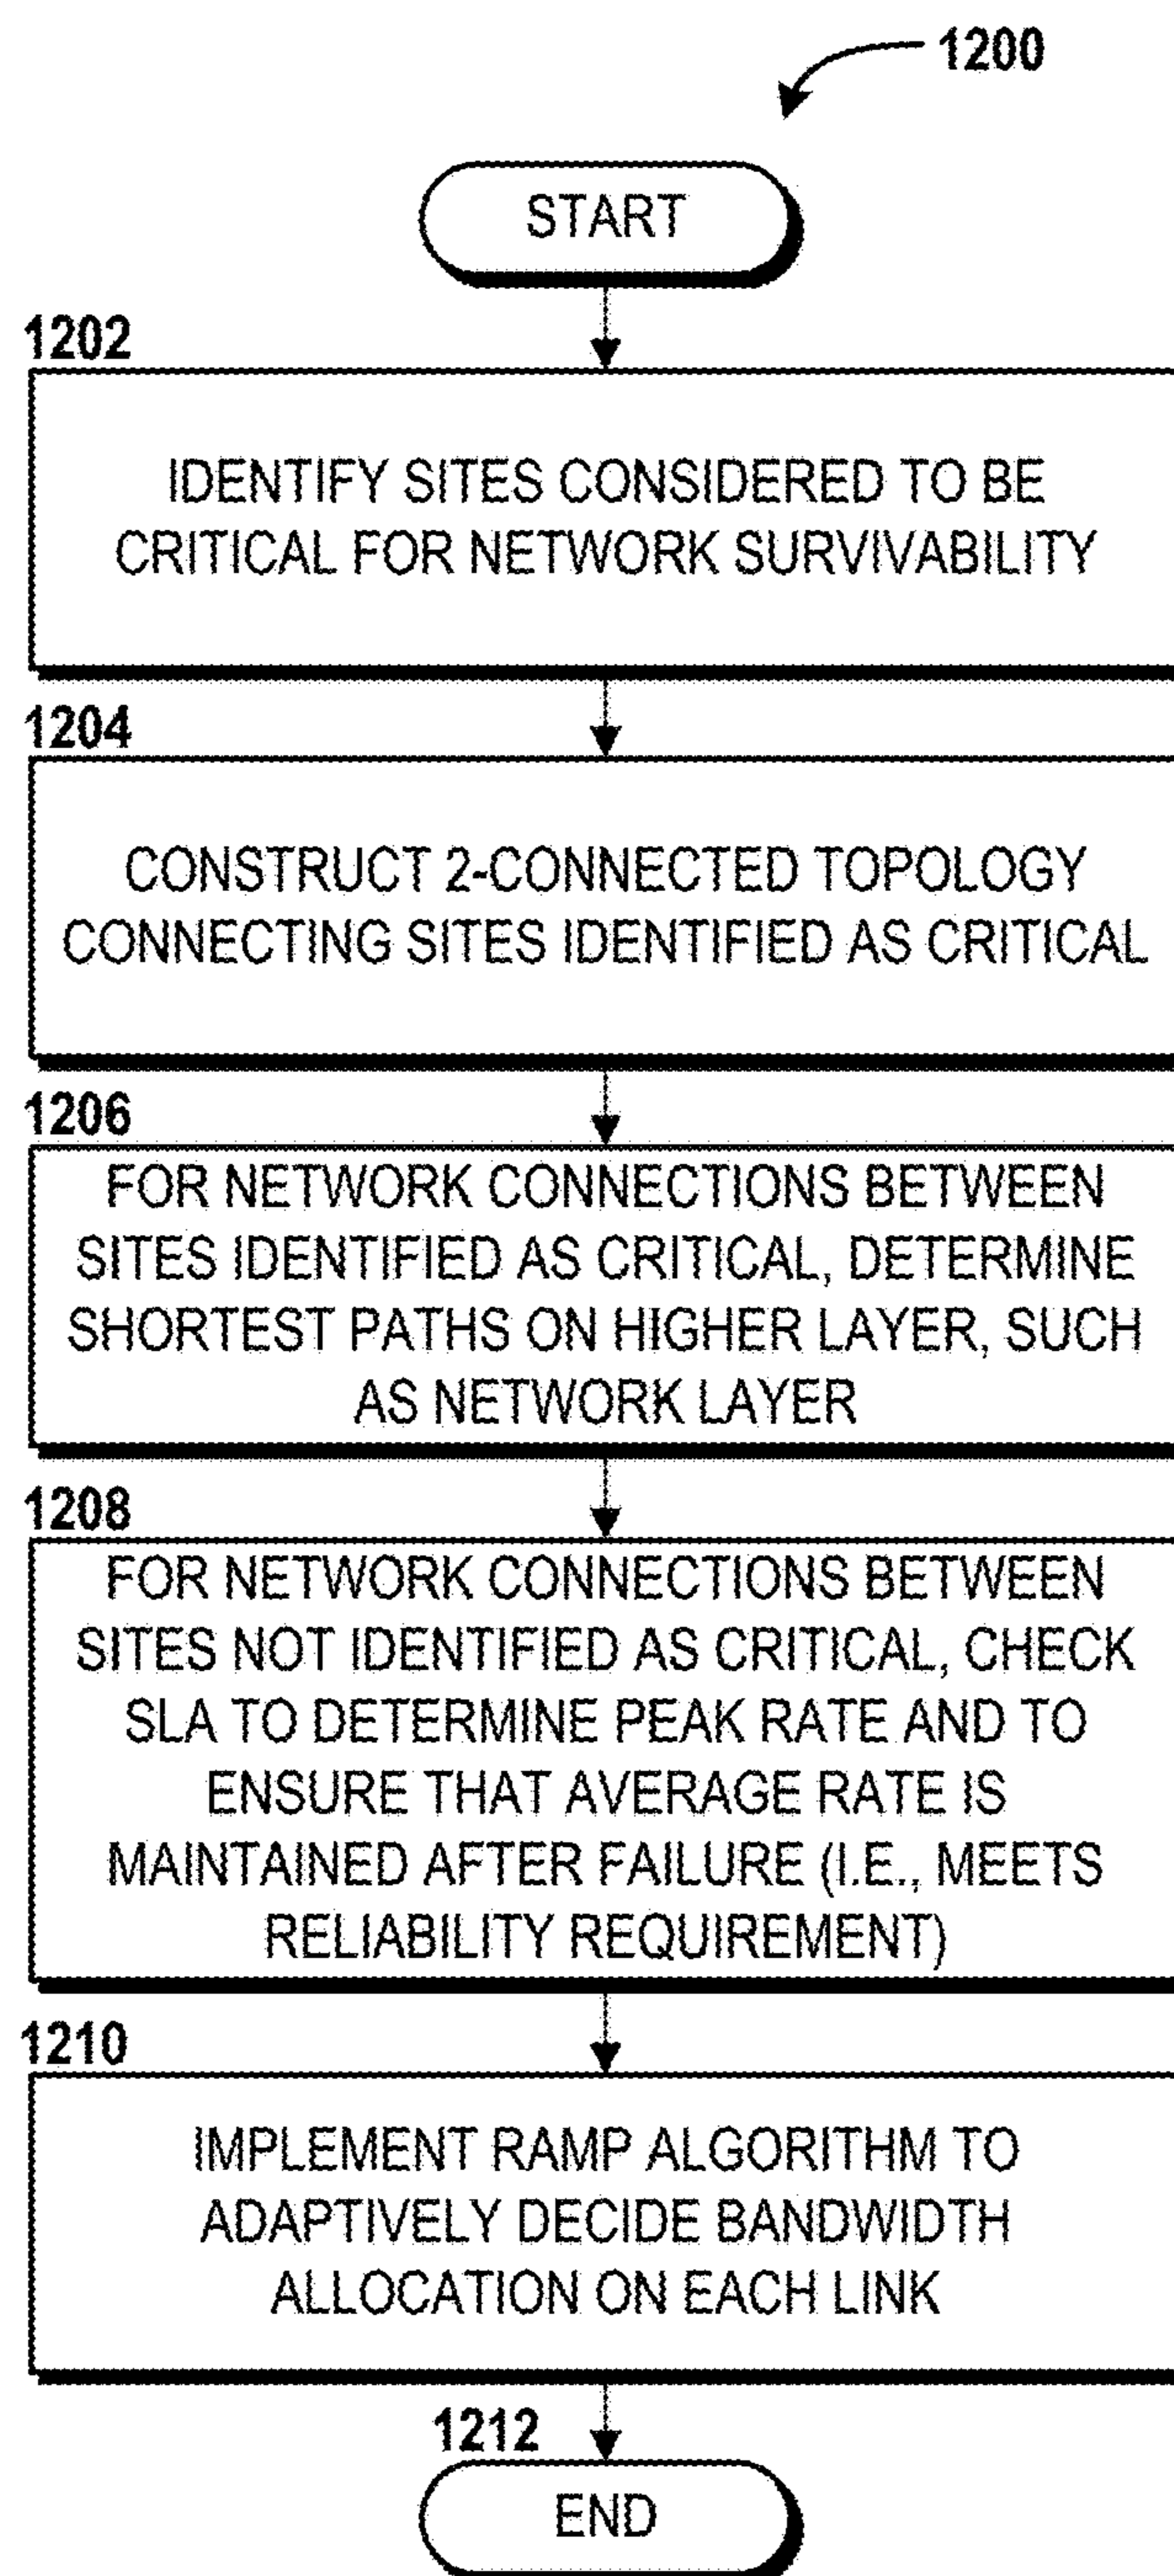 1200
START
1202
IDENTIFY SITES CONSIDERED TO BE
CRITICAL FOR NETWORK SURVIVABILITY
1204
CONSTRUCT 2-CONNECTED TOPOLOGY
CONNECTING SITES IDENTIFIED AS CRITICAL
1206
FOR NETWORK CONNECTIONS BETWEEN
SITES IDENTIFIED AS CRITICAL, DETERMINE
SHORTEST PATHS ON HIGHER LAYER, SUCH
AS NETWORK LAYER
1208
FOR NETWORK CONNECTIONS BETWEEN
SITES NOT IDENTIFIED AS CRITICAL, CHECK
SLA TO DETERMINE PEAK RATE AND TO
ENSURE THAT AVERAGE RATE IS
MAINTAINED AFTER FAILURE (I.E., MEETS
RELIABILITY REQUIREMENT)
1210
IMPLEMENT RAMP ALGORITHM TO
ADAPTIVELY DECIDE BANDWIDTH
ALLOCATION ON EACH LINK
1212
END